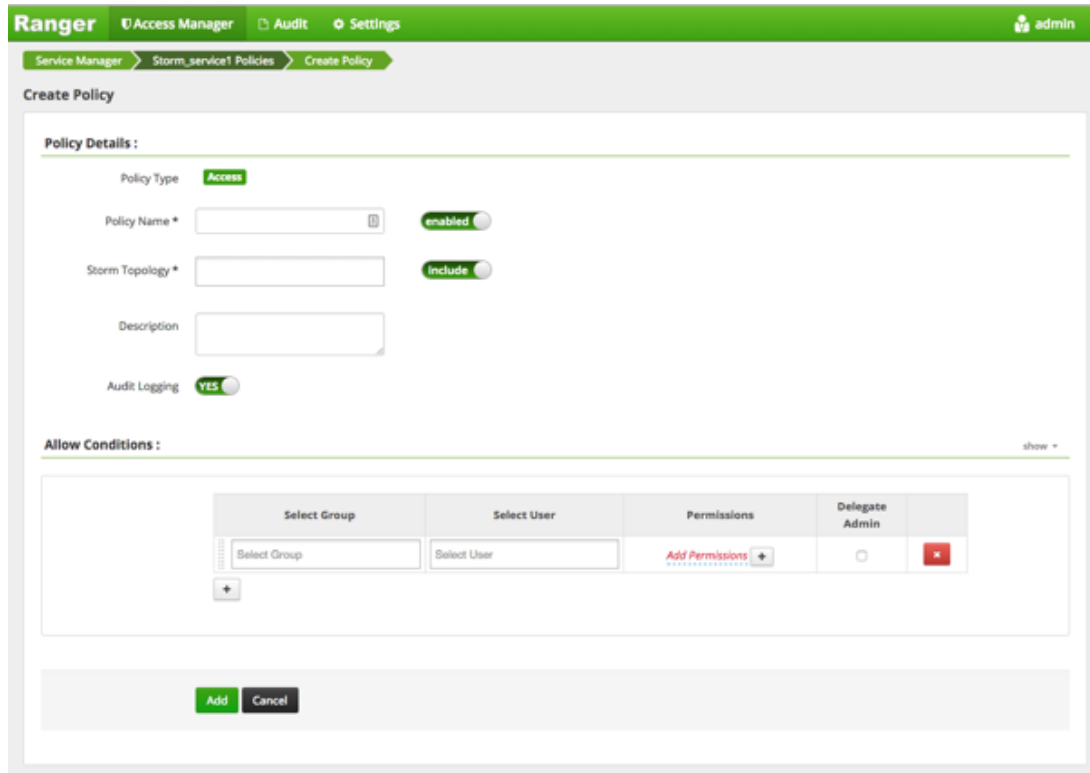 Ranger Access Manager Audit Settings admin
Service Manager Storm_service1 Policies Create Policy
Create Policy
Policy Details :
Policy Type Access
Policy Name * enabled
Storm Topology * include
Description
Audit Logging YES
Allow Conditions : show
Select Group Select User Permissions Delegate Admin
Select Group Select User Add Permissions +
+
Add Cancel